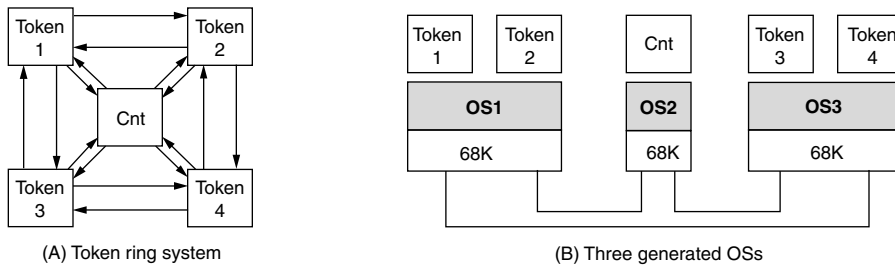 Token
1
Token
2
Cnt
Token
3
Token
4
(A) Token ring system
Token
1
Token
2
Cnt
Token
3
Token
4
OS1
OS2
OS3
68K
68K
68K
(B) Three generated OSs